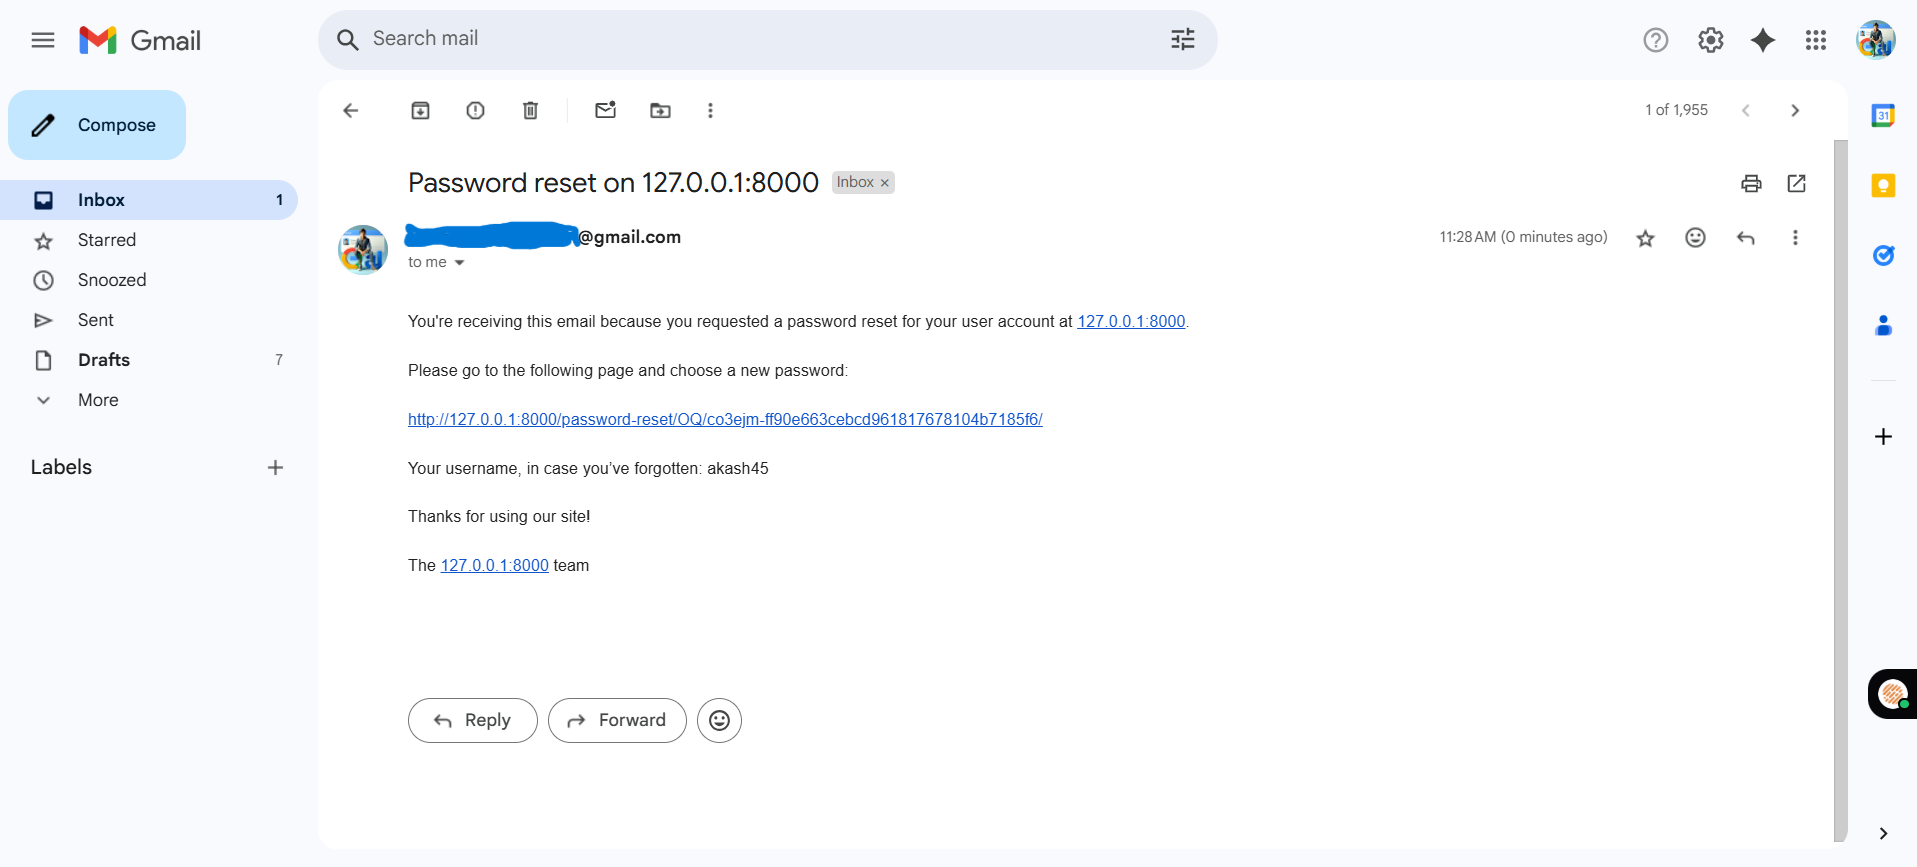 Gmail
Search mail
Compose
Inbox 1
Starred
Snoozed
Sent
Drafts 7
More
Labels
1 of 1,955
Password reset on 127.0.0.1:8000 Inbox ×
@gmail.com
11:28 AM (0 minutes ago)
to me
You're receiving this email because you requested a password reset for your user account at 127.0.0.1:8000.
Please go to the following page and choose a new password:
http://127.0.0.1:8000/password-reset/OQ/co3ejm-ff90e663cebcd961817678104b7185f6/
Your username, in case you’ve forgotten: akash45
Thanks for using our site!
The 127.0.0.1:8000 team
Reply
Forward
31